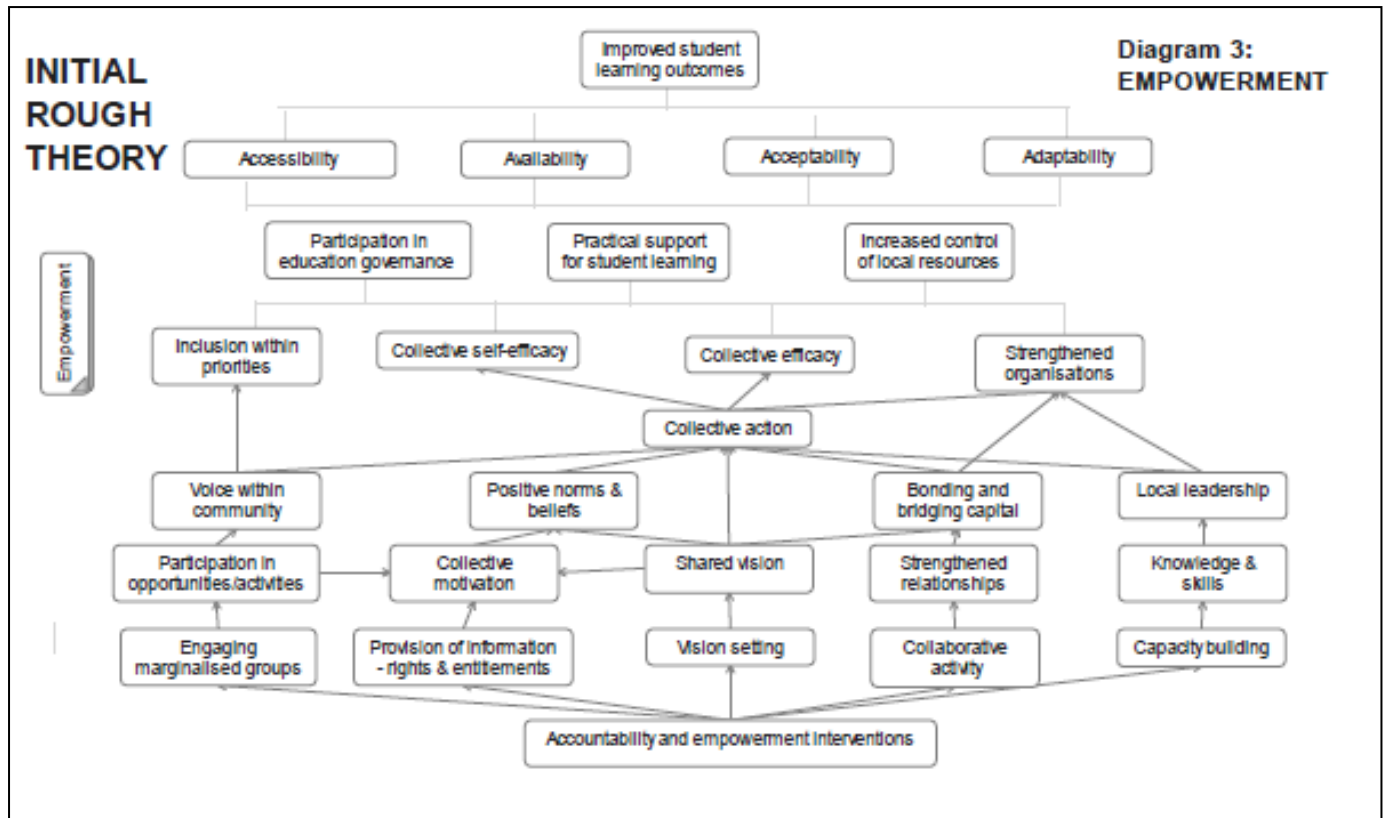 INITIAL
ROUGH
THEORY
Diagram 3:
EMPOWERMENT
Improved student
learning outcomes
Accessibility
Availability
Acceptability
Adaptability
Participation in
education governance
Practical support
for student learning
Increased control
of local resources
Empowerment
Inclusion within
priorities
Collective self-efficacy
Collective efficacy
Strengthened
organisations
Collective action
Voice within
community
Positive norms &
beliefs
Bonding and
bridging capital
Local leadership
Participation in
opportunities/activities
Collective
motivation
Shared vision
Strengthened
relationships
Knowledge &
skills
Engaging
marginalised groups
Provision of information
- rights & entitlements
Vision setting
Collaborative
activity
Capacity building
Accountability and empowerment interventions